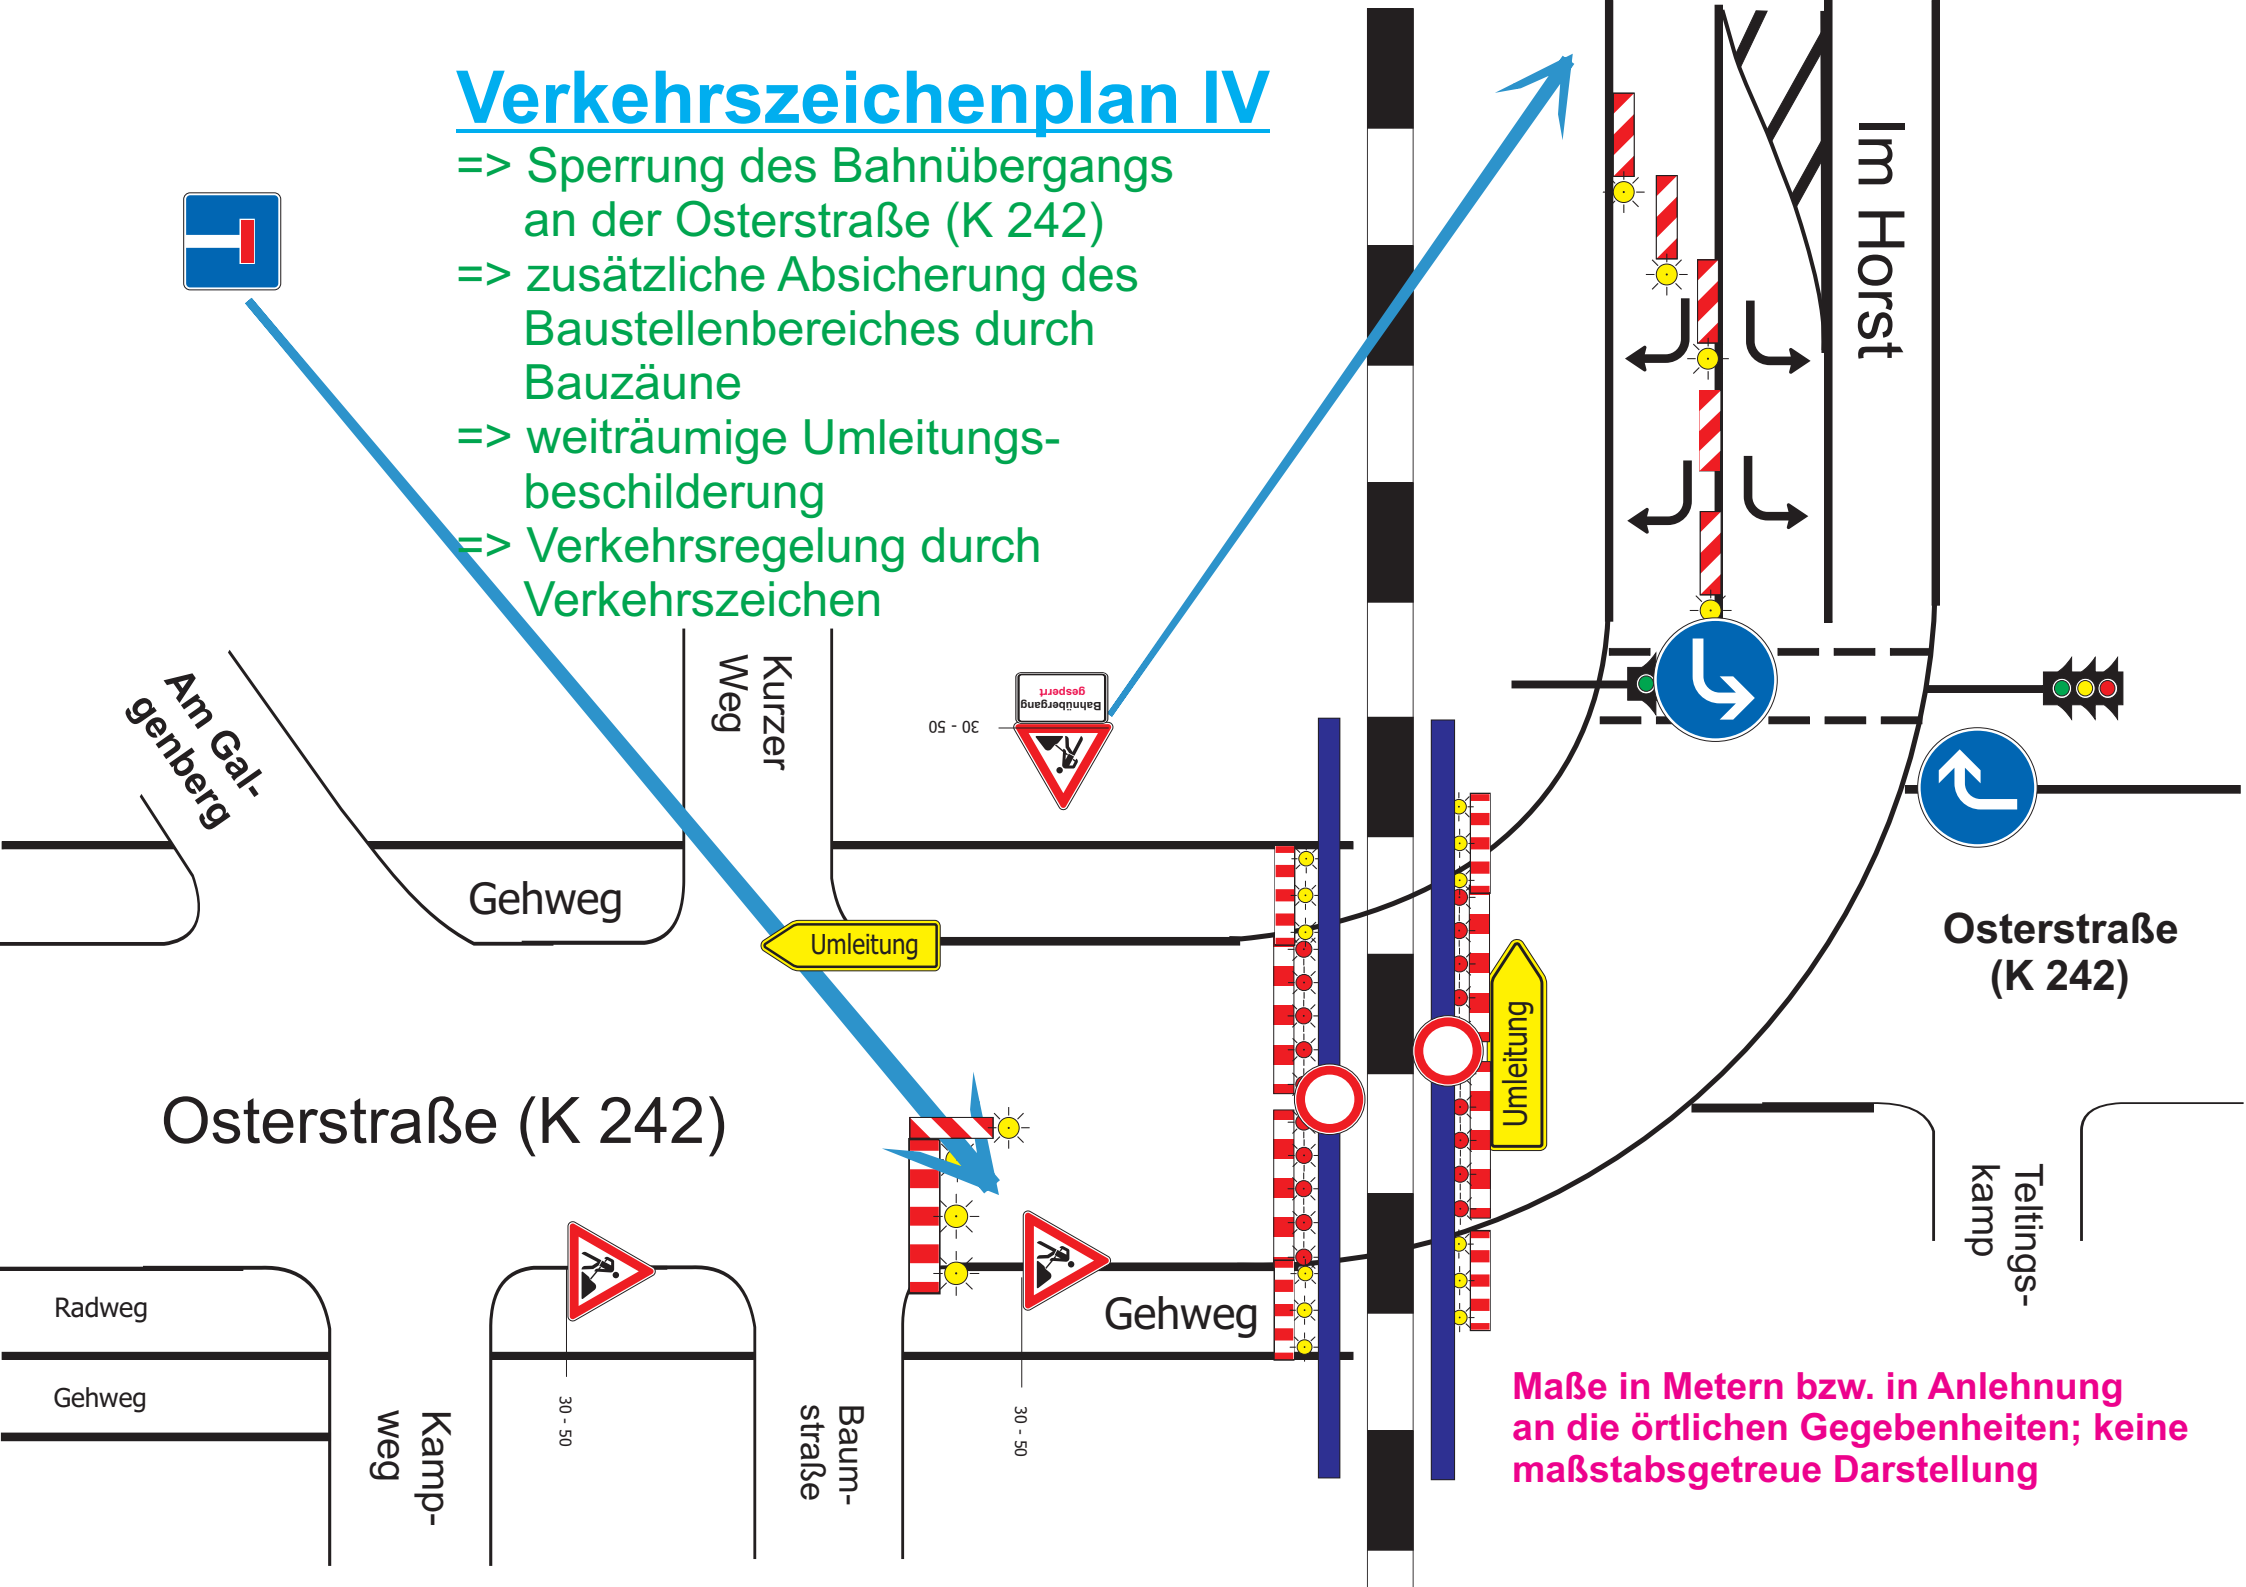 Verkehrszeichenplan IV
=> Sperrung des Bahnübergangs
an der Osterstraße (K 242)
=> zusätzliche Absicherung des
Baustellenbereiches durch
Bauzäune
=> weiträumige Umleitungs-
beschilderung
=> Verkehrsregelung durch
Verkehrszeichen
Im Horst
Am Gal-
genberg
Kurzer
Weg
Bahnübergang
gesperrt
30 - 50
Gehweg
Umleitung
Osterstraße
(K 242)
Umleitung
Osterstraße (K 242)
Teltings-
kamp
Radweg
Gehweg
Gehweg
Kamp-
weg
30 - 50
Baum-
straße
30 - 50
Maße in Metern bzw. in Anlehnung
an die örtlichen Gegebenheiten; keine
maßstabsgetreue Darstellung